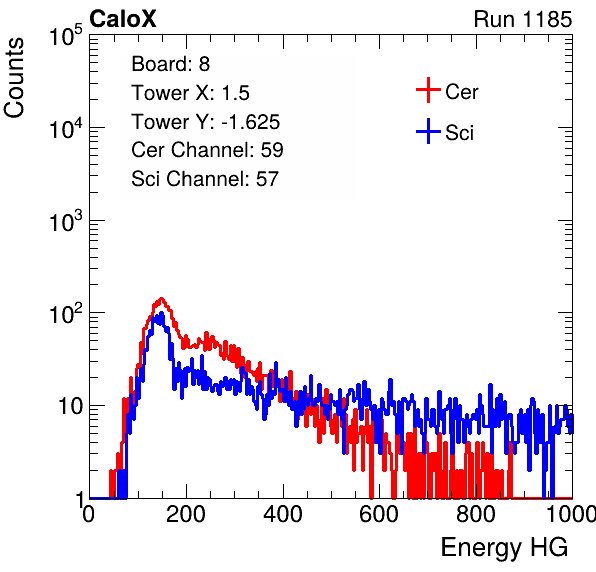 CaloX Run 1185
Counts
10^5
10^4
10^3
10^2
10
1
Board: 8
Tower X: 1.5
Tower Y: -1.625
Cer Channel: 59
Sci Channel: 57
Cer
Sci
0 200 400 600 800 1000
Energy HG